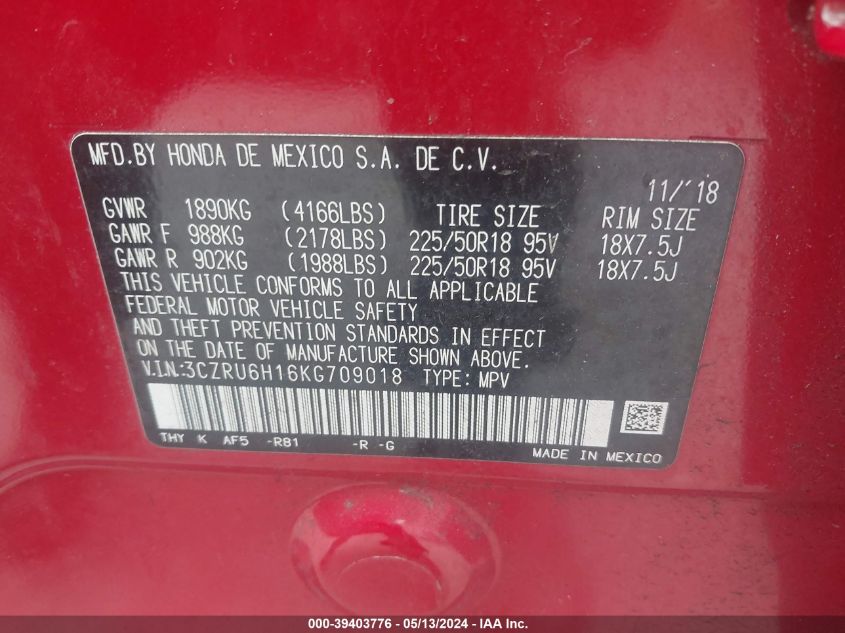 MFD.BY HONDA DE MEXICO S.A. DE C.V.
11/'18
GVWR 1890KG (4166LBS) TIRE SIZE RIM SIZE
GAWR F 988KG (2178LBS) 225/50R18 95V 18X7.5J
GAWR R 902KG (1988LBS) 225/50R18 95V 18X7.5J
THIS VEHICLE CONFORMS TO ALL APPLICABLE
FEDERAL MOTOR VEHICLE SAFETY
AND THEFT PREVENTION STANDARDS IN EFFECT
ON THE DATE OF MANUFACTURE SHOWN ABOVE.
V.I.N:3CZRU6H16KG709018 TYPE: MPV
THY K AF5 -R81 -R -G
MADE IN MEXICO
000-39403776 - 05/13/2024 - IAAI Inc.